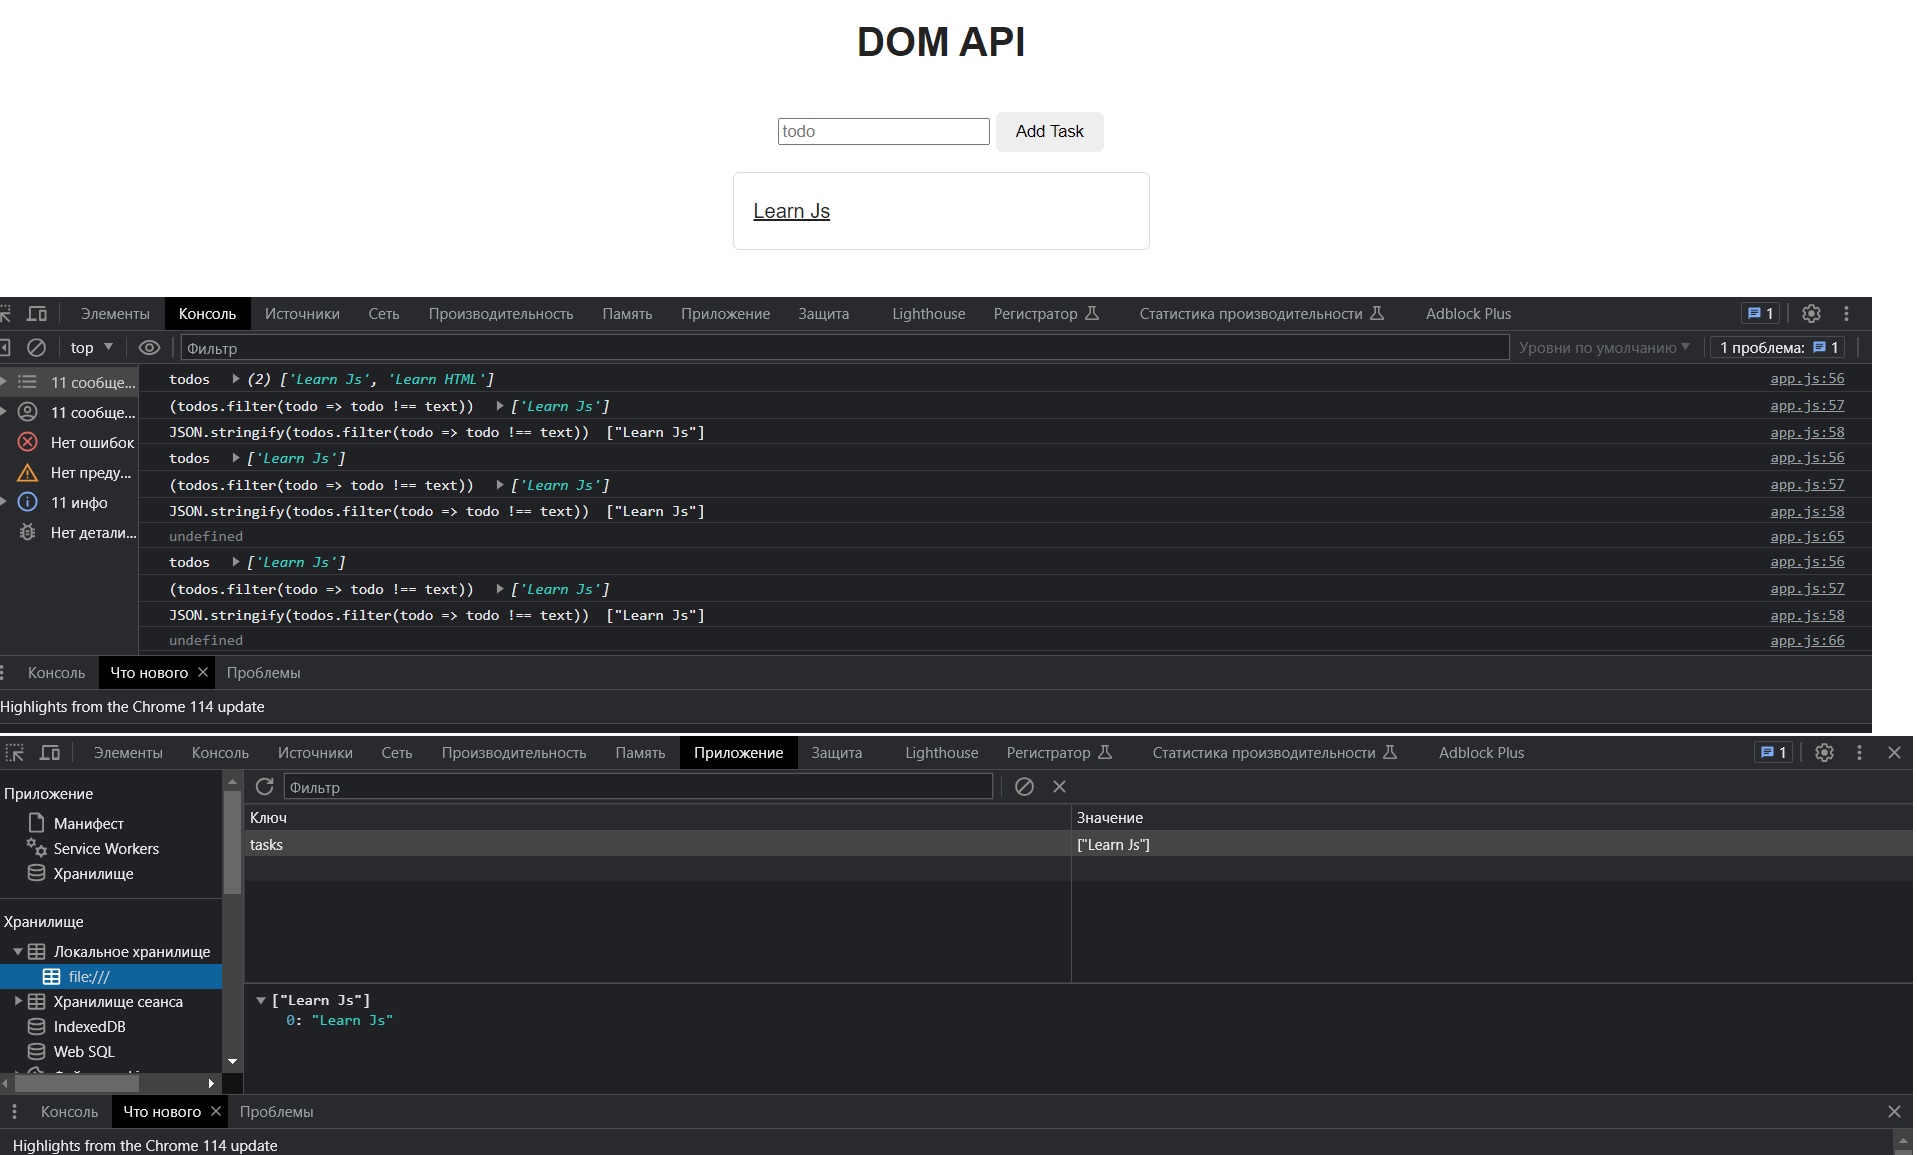 DOM API
todo Add Task
Learn Js
Элементы Консоль Источники Сеть Производительность Память Приложение Защита Lighthouse Регистратор Статистика производительности Adblock Plus 1
top Фильтр Уровни по умолчанию 1 проблема: 1
11 сообще...
11 сообще...
Нет ошибок
Нет преду...
11 инфо
Нет детали...
todos (2) ['Learn Js', 'Learn HTML'] app.js:56
(todos.filter(todo => todo !== text)) ['Learn Js'] app.js:57
JSON.stringify(todos.filter(todo => todo !== text)) ["Learn Js"] app.js:58
todos ['Learn Js'] app.js:56
(todos.filter(todo => todo !== text)) ['Learn Js'] app.js:57
JSON.stringify(todos.filter(todo => todo !== text)) ["Learn Js"] app.js:58
undefined app.js:65
todos ['Learn Js'] app.js:56
(todos.filter(todo => todo !== text)) ['Learn Js'] app.js:57
JSON.stringify(todos.filter(todo => todo !== text)) ["Learn Js"] app.js:58
undefined app.js:66
Консоль Что нового Проблемы
Highlights from the Chrome 114 update
Элементы Консоль Источники Сеть Производительность Память Приложение Защита Lighthouse Регистратор Статистика производительности Adblock Plus 1
Приложение
Манифест
Service Workers
Хранилище
Хранилище
Локальное хранилище
file:///
Хранилище сеанса
IndexedDB
Web SQL
Фильтр
Ключ Значение
tasks ["Learn Js"]
["Learn Js"]
0: "Learn Js"
Консоль Что нового Проблемы
Highlights from the Chrome 114 update